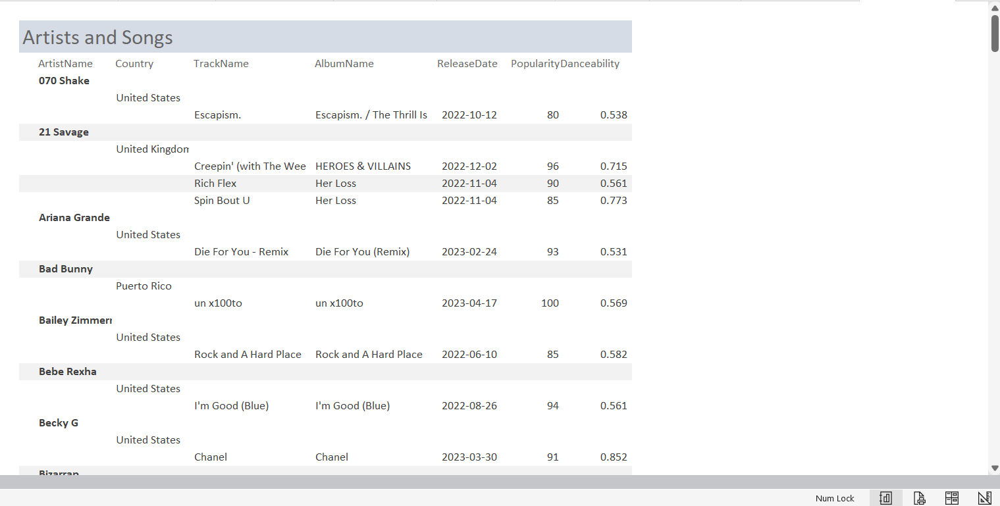 Artists and Songs
ArtistName Country TrackName AlbumName ReleaseDate Popularity Danceability
070 Shake
United States
Escapism. Escapism. / The Thrill Is 2022-10-12 80 0.538
21 Savage
United Kingdom
Creepin' (with The Wee HEROES & VILLAINS 2022-12-02 96 0.715
Rich Flex Her Loss 2022-11-04 90 0.561
Spin Bout U Her Loss 2022-11-04 85 0.773
Ariana Grande
United States
Die For You - Remix Die For You (Remix) 2023-02-24 93 0.531
Bad Bunny
Puerto Rico
un x100to un x100to 2023-04-17 100 0.569
Bailey Zimmerr
United States
Rock and A Hard Place Rock and A Hard Place 2022-06-10 85 0.582
Bebe Rexha
United States
I'm Good (Blue) I'm Good (Blue) 2022-08-26 94 0.561
Becky G
United States
Chanel Chanel 2023-03-30 91 0.852
Bizarrap
Num Lock